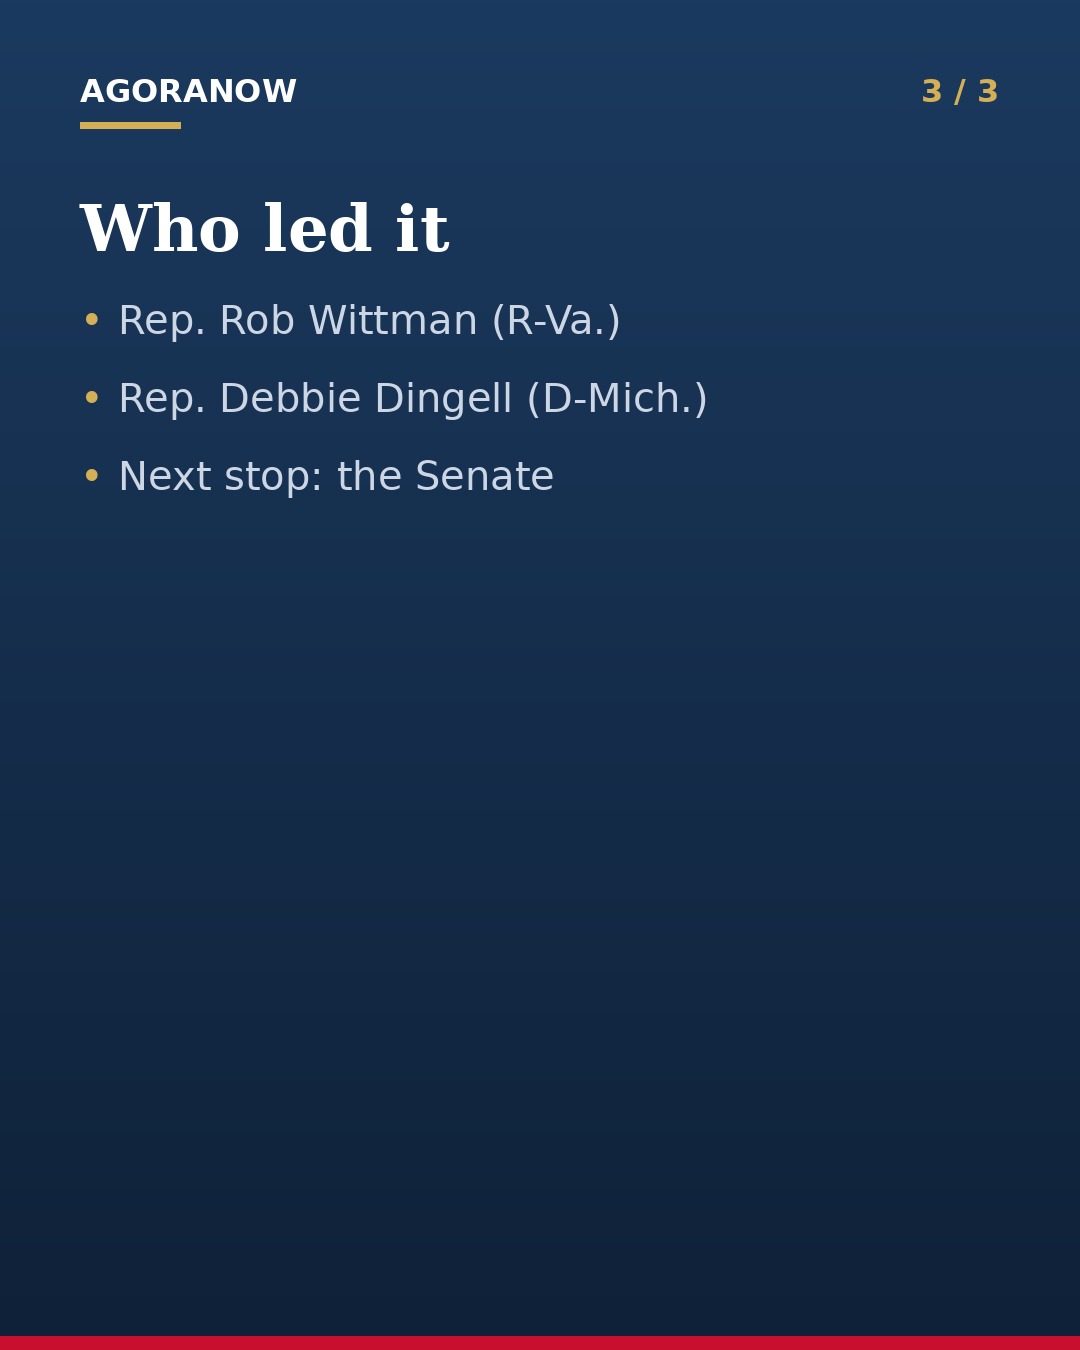 AGORANOW
3 / 3
Who led it
• Rep. Rob Wittman (R-Va.)
• Rep. Debbie Dingell (D-Mich.)
• Next stop: the Senate